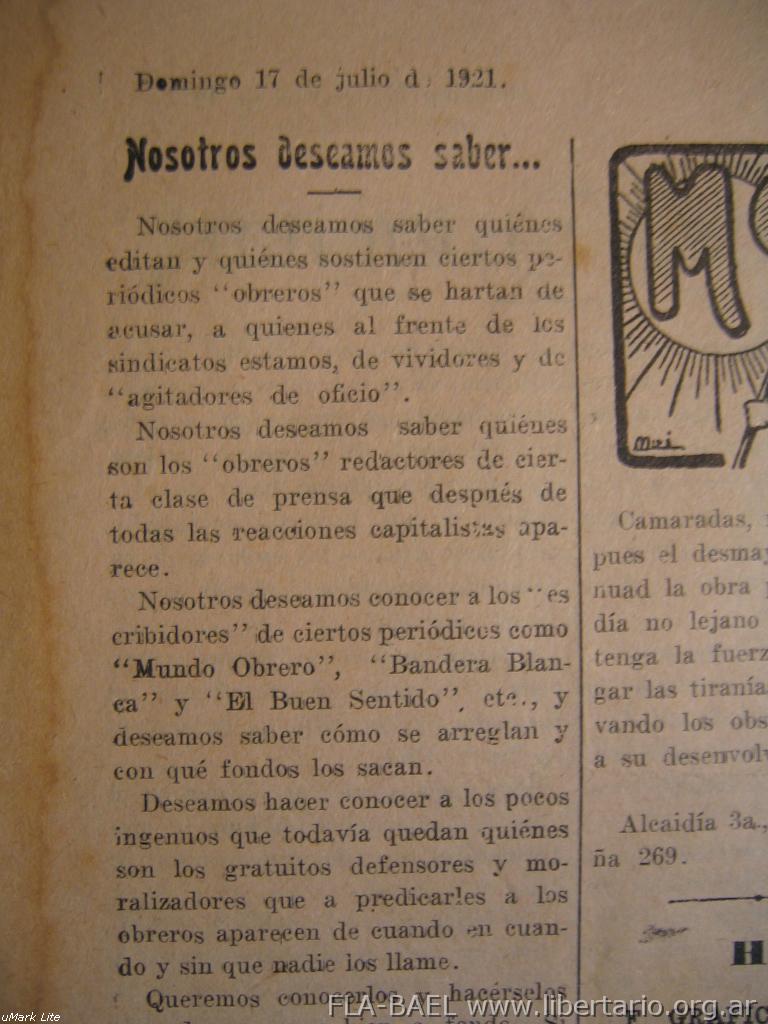 Domingo 17 de julio d. 1921.
Nosotros deseamos saber...
Nosotros deseamos saber quiénes
editan y quiénes sostienen ciertos pe-
riódicos "obreros" que se hartan de
acusar, a quienes al frente de los
sindicatos estamos, de vividores y de
"agitadores de oficio".
Nosotros deseamos saber quiénes
son los "obreros" redactores de cier-
ta clase de prensa que después de
todas las reacciones capitalistas apa-
rece.
Nosotros deseamos conocer a los "es
cribidores" de ciertos periódicos como
"Mundo Obrero", "Bandera Blan-
ca" y "El Buen Sentido", etc., y
deseamos saber cómo se arreglan y
con qué fondos los sacan.
Deseamos hacer conocer a los pocos
ingenuos que todavía quedan quiénes
son los gratuitos defensores y mo-
ralizadores que a predicarles a los
obreros aparecen de cuando en cuan-
do y sin que nadie los llame.
Queremos conocerlos y hacérselos
Camaradas,
pues el desmay
nuad la obra
día no lejano
tenga la fuerz
gar las tiranía
vando los obs
a su desenvolv
Alcaidía 3a.,
ña 269.
H
GRAFIC
FLA-BAEL www.libertario.org.ar
uMark Lite